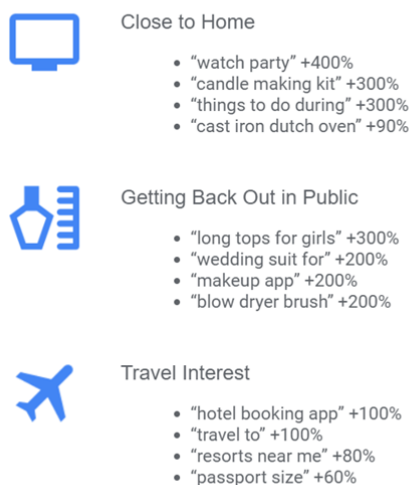 Close to Home
• “watch party” +400%
• “candle making kit” +300%
• “things to do during” +300%
• “cast iron dutch oven” +90%
Getting Back Out in Public
• “long tops for girls” +300%
• “wedding suit for” +200%
• “makeup app” +200%
• “blow dryer brush” +200%
Travel Interest
• “hotel booking app” +100%
• “travel to” +100%
• “resorts near me” +80%
• “passport size” +60%